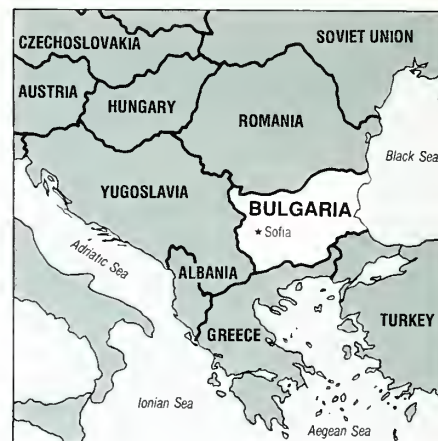 CZECHOSLOVAKIA
SOVIET UNION
AUSTRIA
HUNGARY
ROMANIA
Black Sea
YUGOSLAVIA
BULGARIA
★ Sofia
Adriatic Sea
ALBANIA
TURKEY
GREECE
Ionian Sea
Aegean Sea